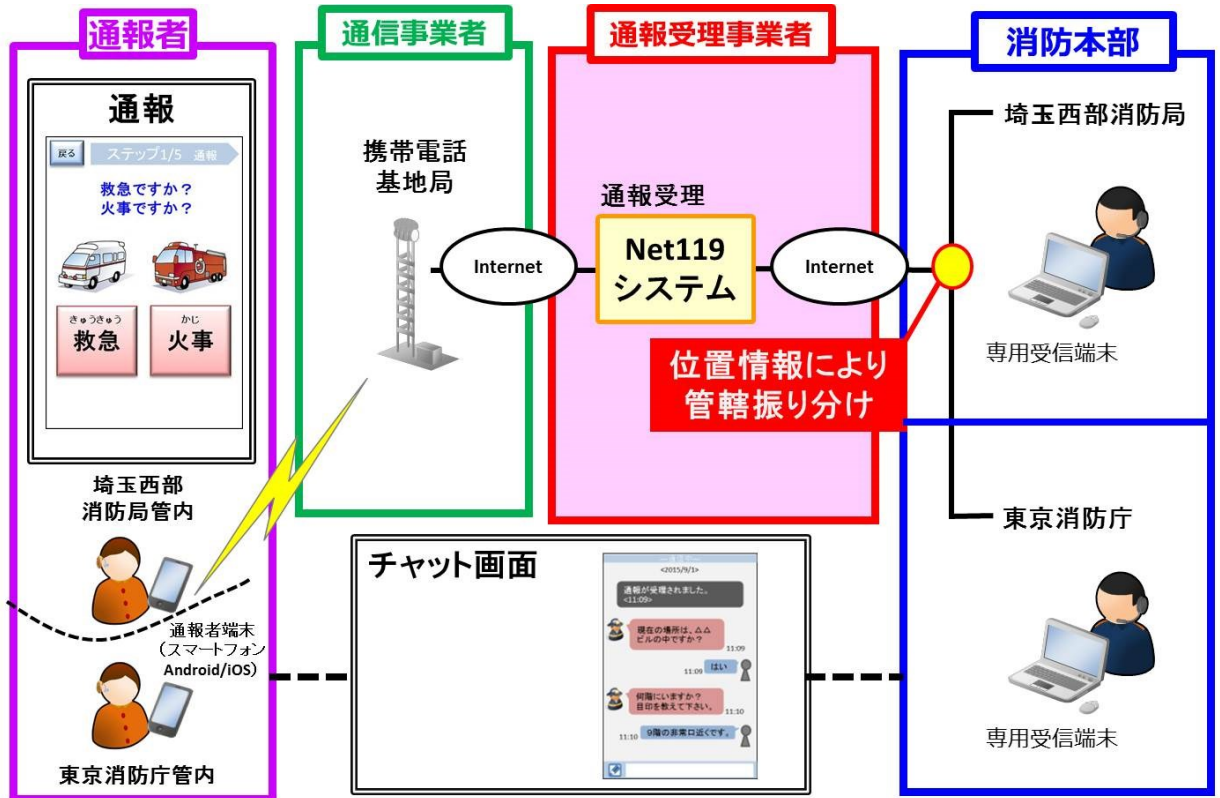 通報者
通報
戻る
ステップ1/5 通報
救急ですか？
火事ですか？
きゅうきゅう
救急
かじ
火事
埼玉西部
消防局管内
通報者端末
（スマートフォン
Android/iOS）
東京消防庁管内
通信事業者
携帯電話
基地局
Internet
通報受理事業者
通報受理
Net119
システム
Internet
位置情報により
管轄振り分け
消防本部
埼玉西部消防局
専用受信端末
東京消防庁
専用受信端末
チャット画面
<2015/9/1>
通報が受理されました。
<11:09>
現在の場所は、△△
ビルの中ですか？
11:09
11:09 はい
何階にいますか？
目印を教えて下さい。
11:10
11:10 9階の非常口近くです。